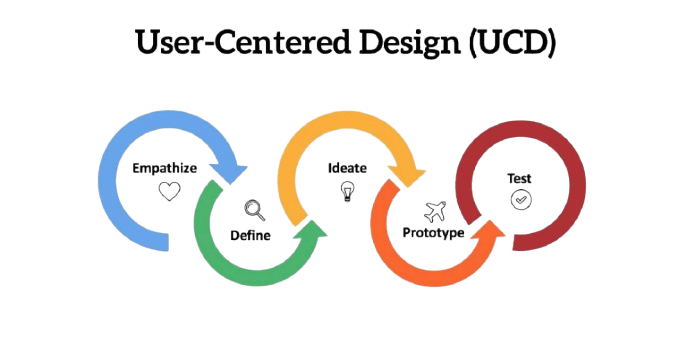 User-Centered Design (UCD)
Empathize
Define
Ideate
Prototype
Test